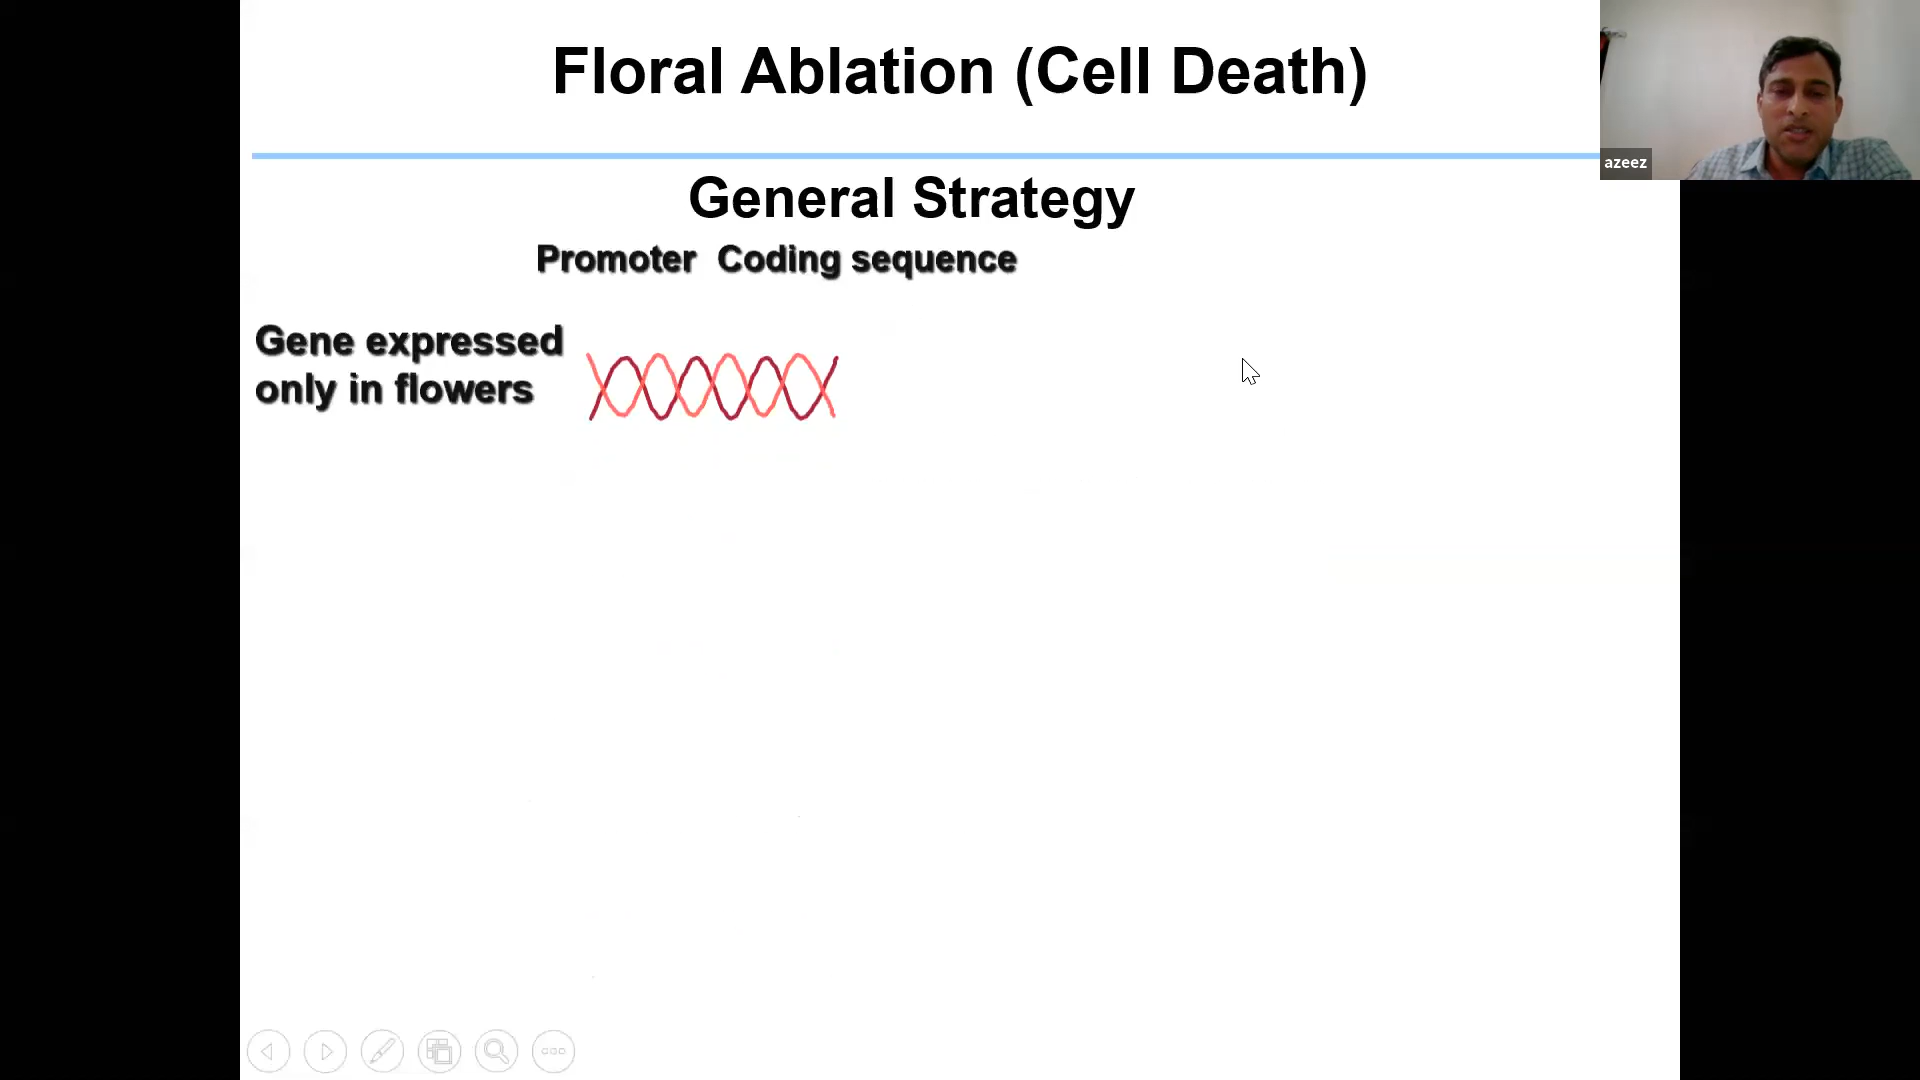 Floral Ablation (Cell Death)
azeez
General Strategy
Promoter Coding sequence
Gene expressed
only in flowers